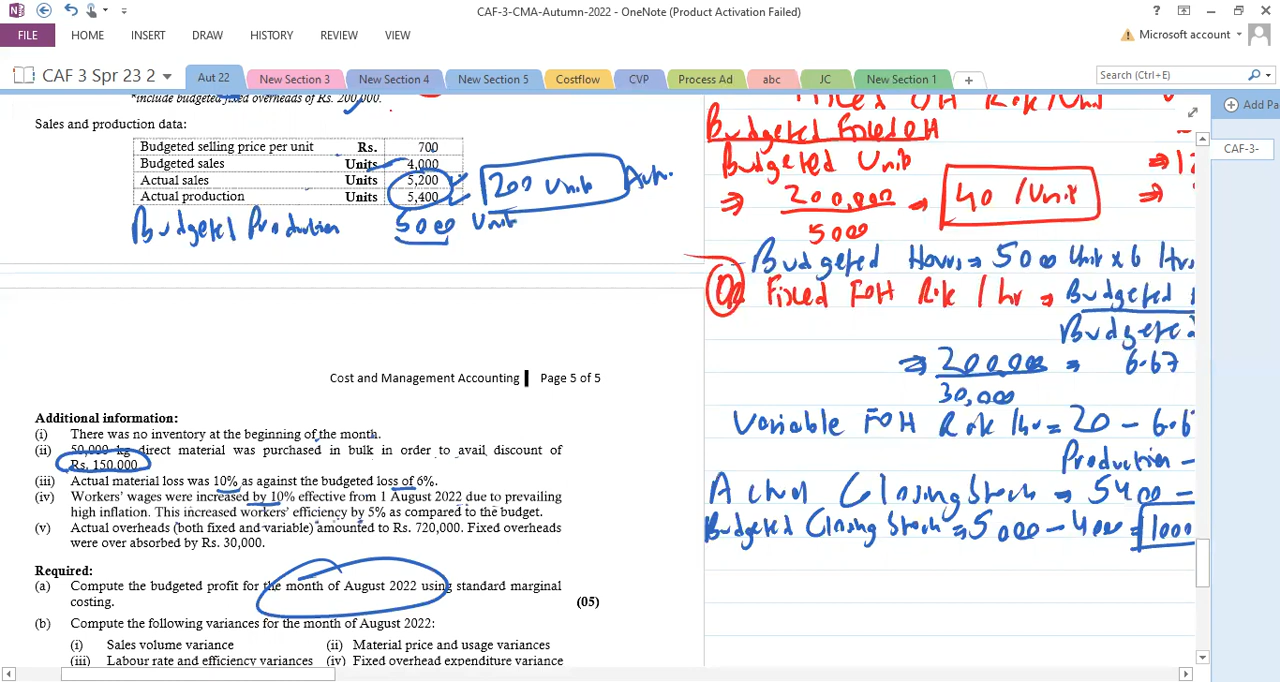 CAF-3-CMA-Autumn-2022 - OneNote (Product Activation Failed)
FILE HOME INSERT DRAW HISTORY REVIEW VIEW
Microsoft account
CAF 3 Spr 23 2
Aut 22 New Section 3 New Section 4 New Section 5 Costflow CVP Process Ad abc JC New Section 1
Search (Ctrl+E)
Add Pa
CAF-3-
*include budgeted fixed overheads of Rs. 200,000.
Sales and production data:
Budgeted selling price per unit Rs. 700
Budgeted sales Units 4,000
Actual sales Units 5,200
Actual production Units 5,400
200 Unit
Budgeted Production 5000 Unit
Cost and Management Accounting Page 5 of 5
Additional information:
(i) There was no inventory at the beginning of the month.
(ii) 50,000 kg direct material was purchased in bulk in order to avail discount of
Rs. 150,000.
(iii) Actual material loss was 10% as against the budgeted loss of 6%.
(iv) Workers' wages were increased by 10% effective from 1 August 2022 due to prevailing
high inflation. This increased workers' efficiency by 5% as compared to the budget.
(v) Actual overheads (both fixed and variable) amounted to Rs. 720,000. Fixed overheads
were over absorbed by Rs. 30,000.
Required:
(a) Compute the budgeted profit for the month of August 2022 using standard marginal
costing. (05)
(b) Compute the following variances for the month of August 2022:
(i) Sales volume variance (ii) Material price and usage variances
(iii) Labour rate and efficiency variances (iv) Fixed overhead expenditure variance
Fixed OH Rate/Unit
Budgeted Fixed OH
Budgeted Unit
⇒ 200,000 ⇒ 40 /Unit ⇒
5000
Budgeted Hours ⇒ 5000 Unit x 6 Hrs
Or Fixed FOH Rate / hr ⇒ Budgeted
Budgeted
⇒ 200,000 ⇒ 6.67
30,000
Variable FOH Rate /hr = 20 - 6.6
Production -
Actual Closing Stock ⇒ 5400 -
Budgeted Closing Stock ⇒ 5000 - 4000 = 1000